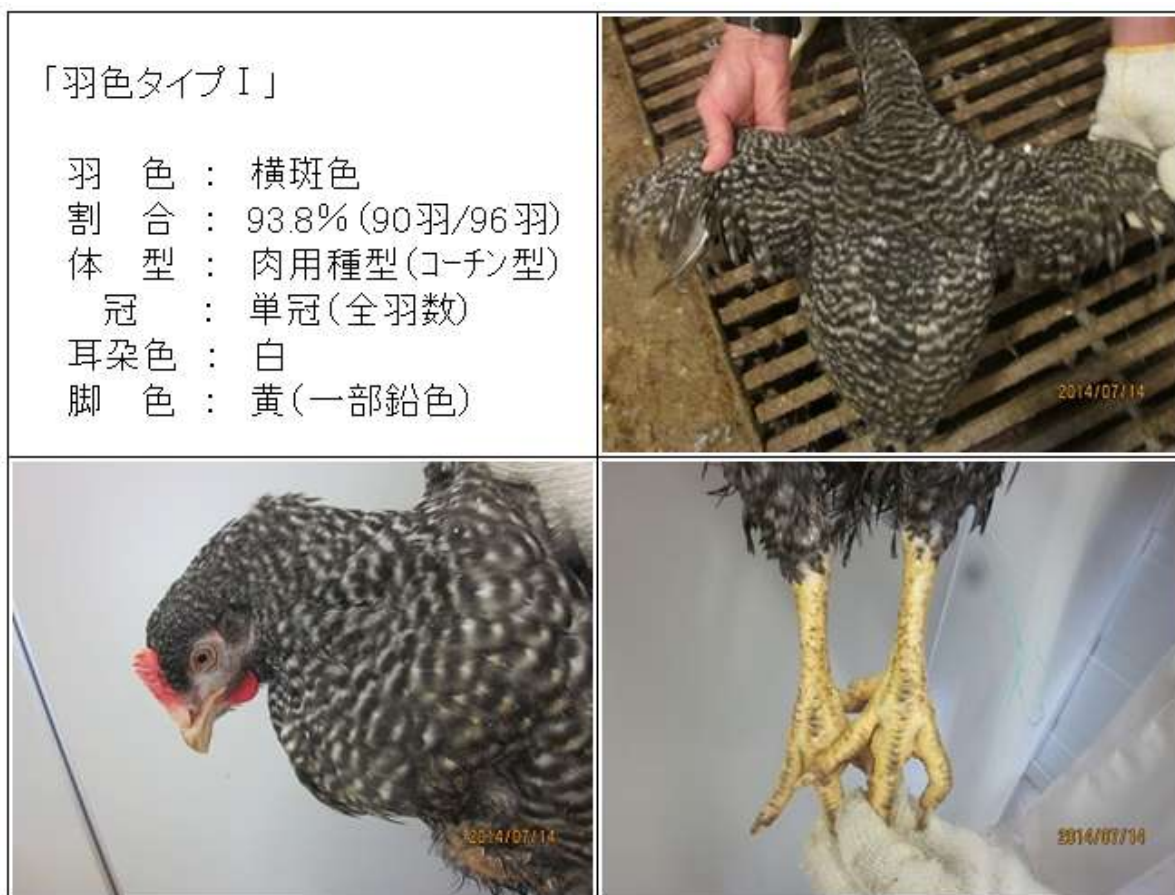 「羽色タイプⅠ」
羽　色 ： 横斑色
割　合 ： 93.8％(90羽/96羽)
体　型 ： 肉用種型(コーチン型)
冠　： 単冠(全羽数)
耳朶色 ： 白
脚　色 ： 黄(一部鉛色)
2014/07/14
2014/07/14
2014/07/14